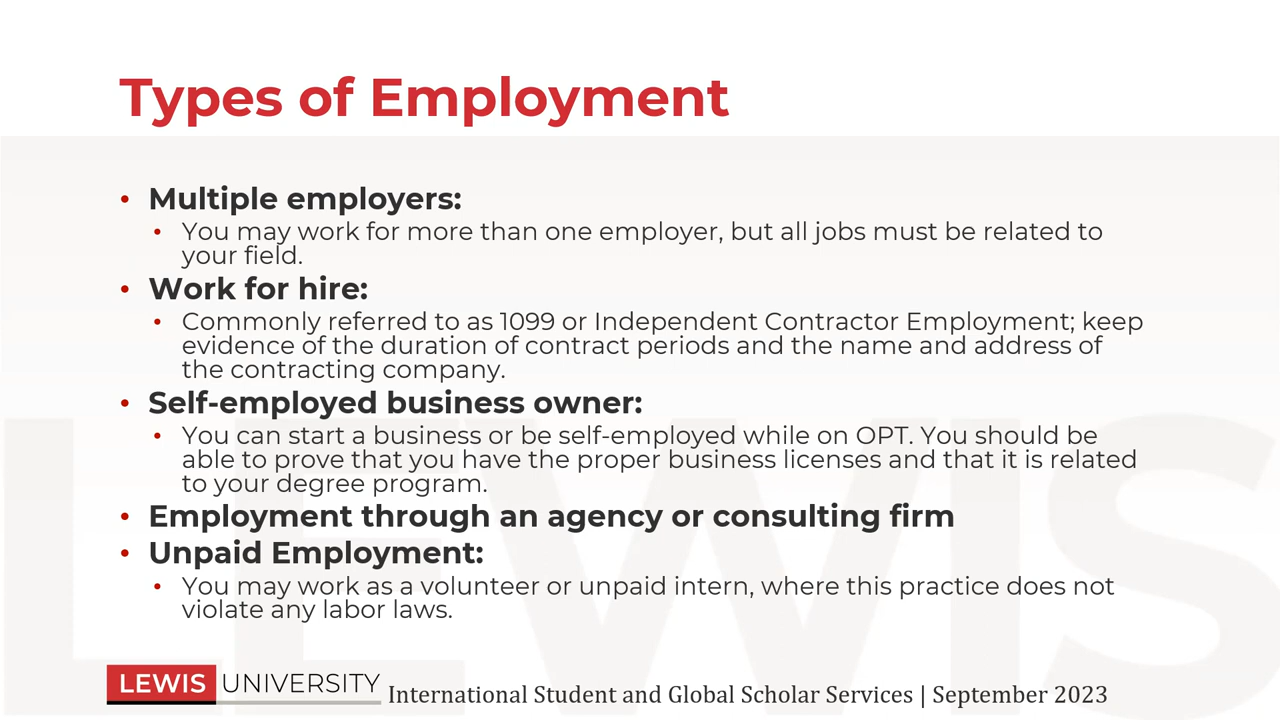 Types of Employment
• Multiple employers:
• You may work for more than one employer, but all jobs must be related to
your field.
• Work for hire:
• Commonly referred to as 1099 or Independent Contractor Employment; keep
evidence of the duration of contract periods and the name and address of
the contracting company.
• Self-employed business owner:
• You can start a business or be self-employed while on OPT. You should be
able to prove that you have the proper business licenses and that it is related
to your degree program.
• Employment through an agency or consulting firm
• Unpaid Employment:
• You may work as a volunteer or unpaid intern, where this practice does not
violate any labor laws.
LEWIS
LEWIS UNIVERSITY International Student and Global Scholar Services | September 2023